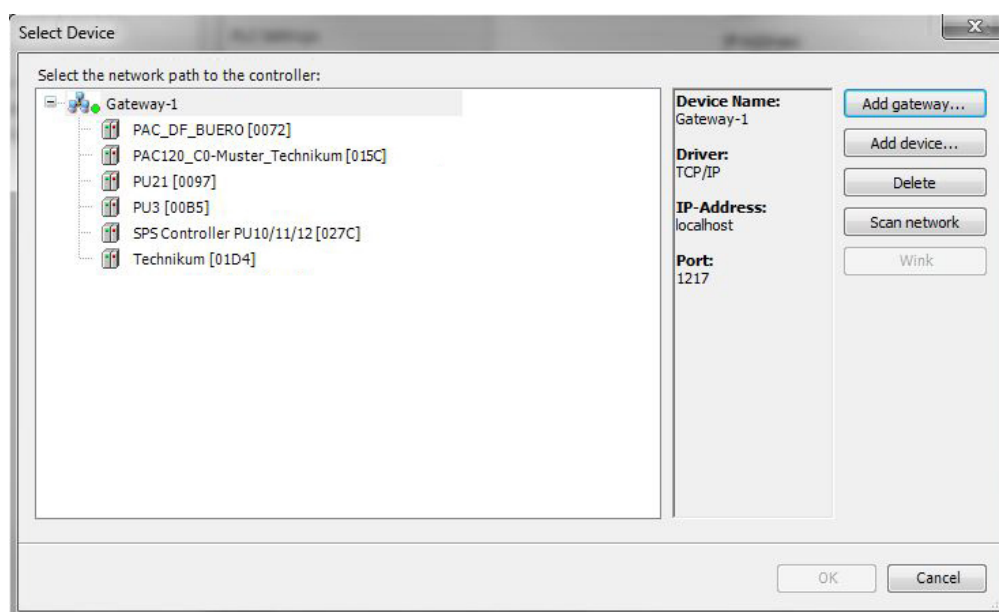 Select Device
Select the network path to the controller:
Gateway-1
PAC_DF_BUERO [0072]
PAC120_C0-Muster_Technikum [015C]
PU21 [0097]
PU3 [00B5]
SPS Controller PU10/11/12 [027C]
Technikum [01D4]
Device Name:
Gateway-1
Driver:
TCP/IP
IP-Address:
localhost
Port:
1217
Add gateway...
Add device...
Delete
Scan network
Wink
OK
Cancel